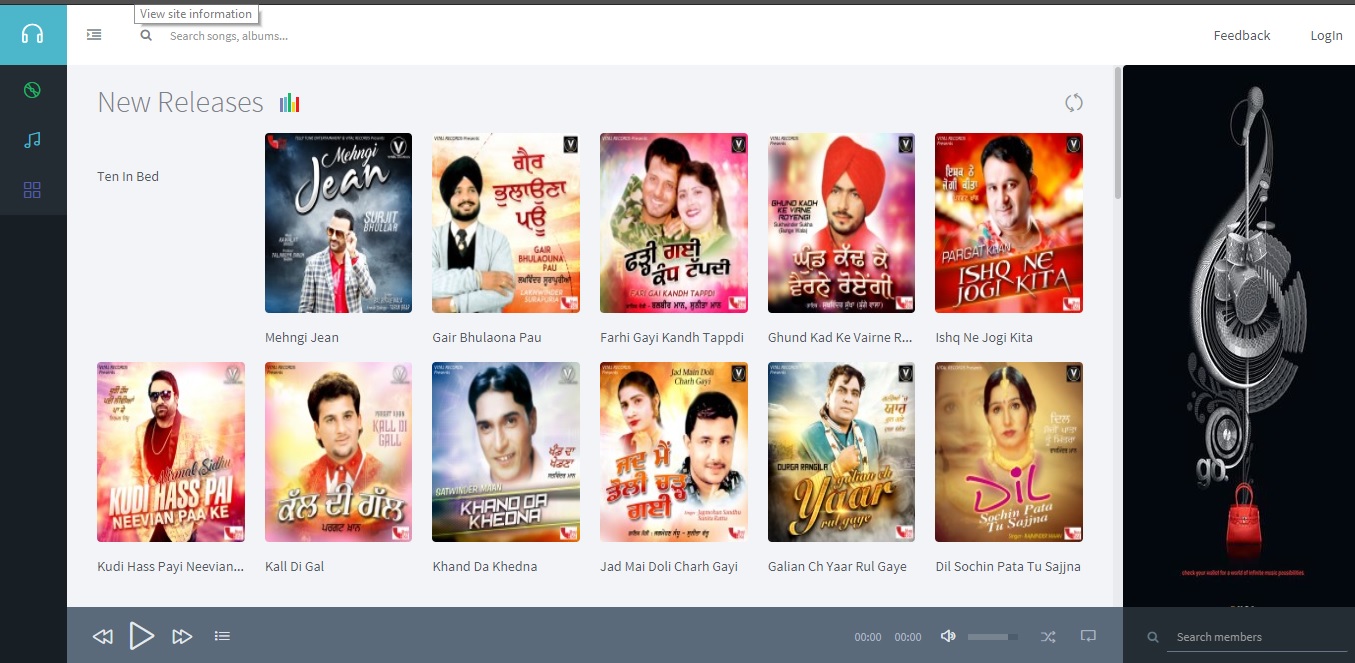 View site information
Search songs, albums...
Feedback
LogIn
New Releases
Ten In Bed
Mehngi
Jean
SURJIT
BHULLAR
Mehngi Jean
ਗੈਰ
ਭੁਲਾਉਣਾ
ਪਊ
GAIR
BHULAOUNA
PAU
Gair Bhulaona Pau
ਫੜ੍ਹੀ ਗਈ
ਕੰਧ ਟੱਪਦੀ
FARI GAI KANDH TAPPDI
Farhi Gayi Kandh Tappdi
GHUND KADH
KE VAIRNE
ROYENGI
ਘੁੰਡ ਕੱਢ ਕੇ
ਵੈਰਨੇ ਰੋਏਂਗੀ
Ghund Kad Ke Vairne R...
ਇਸ਼ਕ ਨੇ
ਜੋਗੀ ਕੀਤਾ
PARGAT KHAN
ISHQ NE
JOGI KITA
Ishq Ne Jogi Kita
Nirmal Sidhu
KUDI HASS PAI
NEEVIAN PAA KE
Kudi Hass Payi Neevian...
PARGAT KHAN
KALL DI
GALL
ਕੱਲ ਦੀ ਗੱਲ
ਪਰਗਟ ਖਾਨ
Kall Di Gal
ਖੰਡ ਦਾ
ਖੇਡਣਾ
SATWINDER MAAN
KHAND DA
KHEDNA
Khand Da Khedna
Jad Main Doli
Charh Gayi
ਜਦ ਮੈਂ
ਡੋਲੀ ਚੜ੍ਹ
ਗਈ
Jad Mai Doli Charh Gayi
ਯਾਰ
DURGA RANGILA
galian ch
Yaar
rul gaye
Galian Ch Yaar Rul Gaye
ਦਿਲ
DIL
Sochin Pata
Tu Sajjna
Dil Sochin Pata Tu Sajjna
go.
shock your wallet for a world of infinite music possibilities.
00:00
00:00
Search members